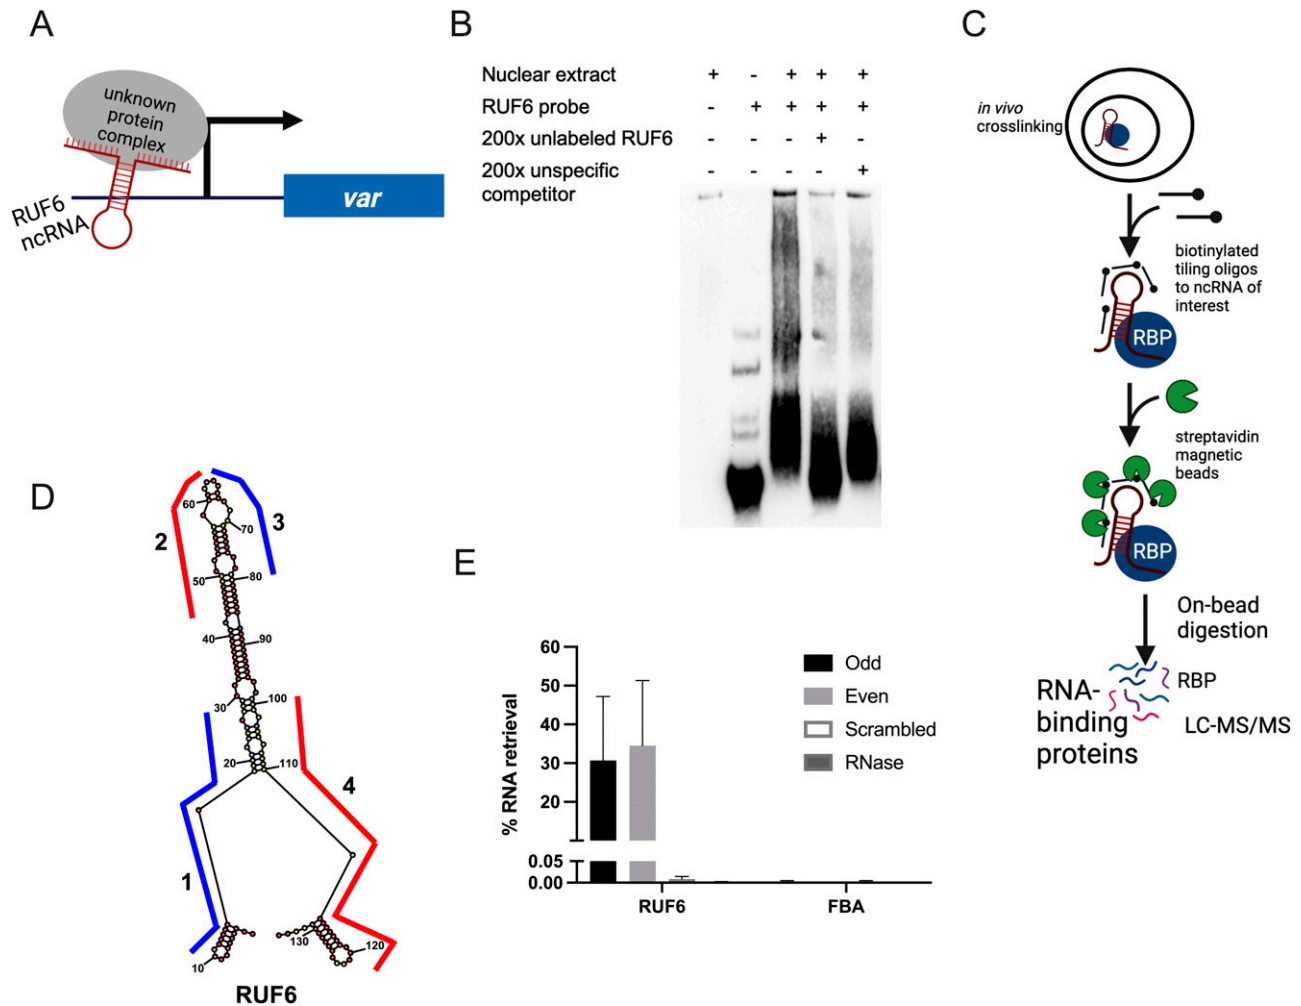 A
unknown
protein
complex
RUF6
ncRNA
var
B
Nuclear extract + - + + +
RUF6 probe - + + + +
200x unlabeled RUF6 - - - + -
200x unspecific - - - - +
competitor
C
in vivo
crosslinking
biotinylated
tiling oligos
to ncRNA of
interest
RBP
streptavidin
magnetic
beads
RBP
On-bead
digestion
RNA-
binding
proteins
RBP
LC-MS/MS
D
2
3
60
70
50
80
40
90
30
100
20
110
1
4
10
130
120
RUF6
E
% RNA retrieval
60
50
40
30
20
0.05
0.00
RUF6
FBA
Odd
Even
Scrambled
RNase